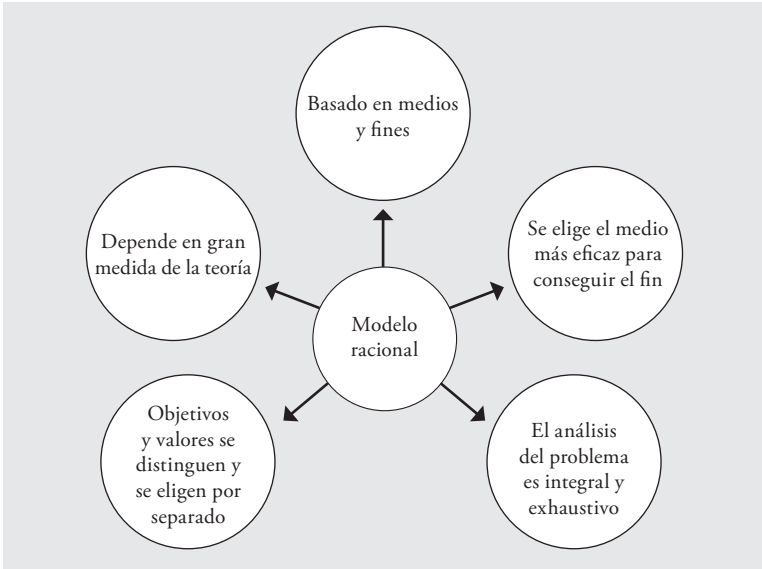 Basado en medios
y fines
Depende en gran
medida de la teoría
Se elige el medio
más eficaz para
conseguir el fin
Modelo
racional
Objetivos
y valores se
distinguen y
se eligen por
separado
El análisis
del problema
es integral y
exhaustivo